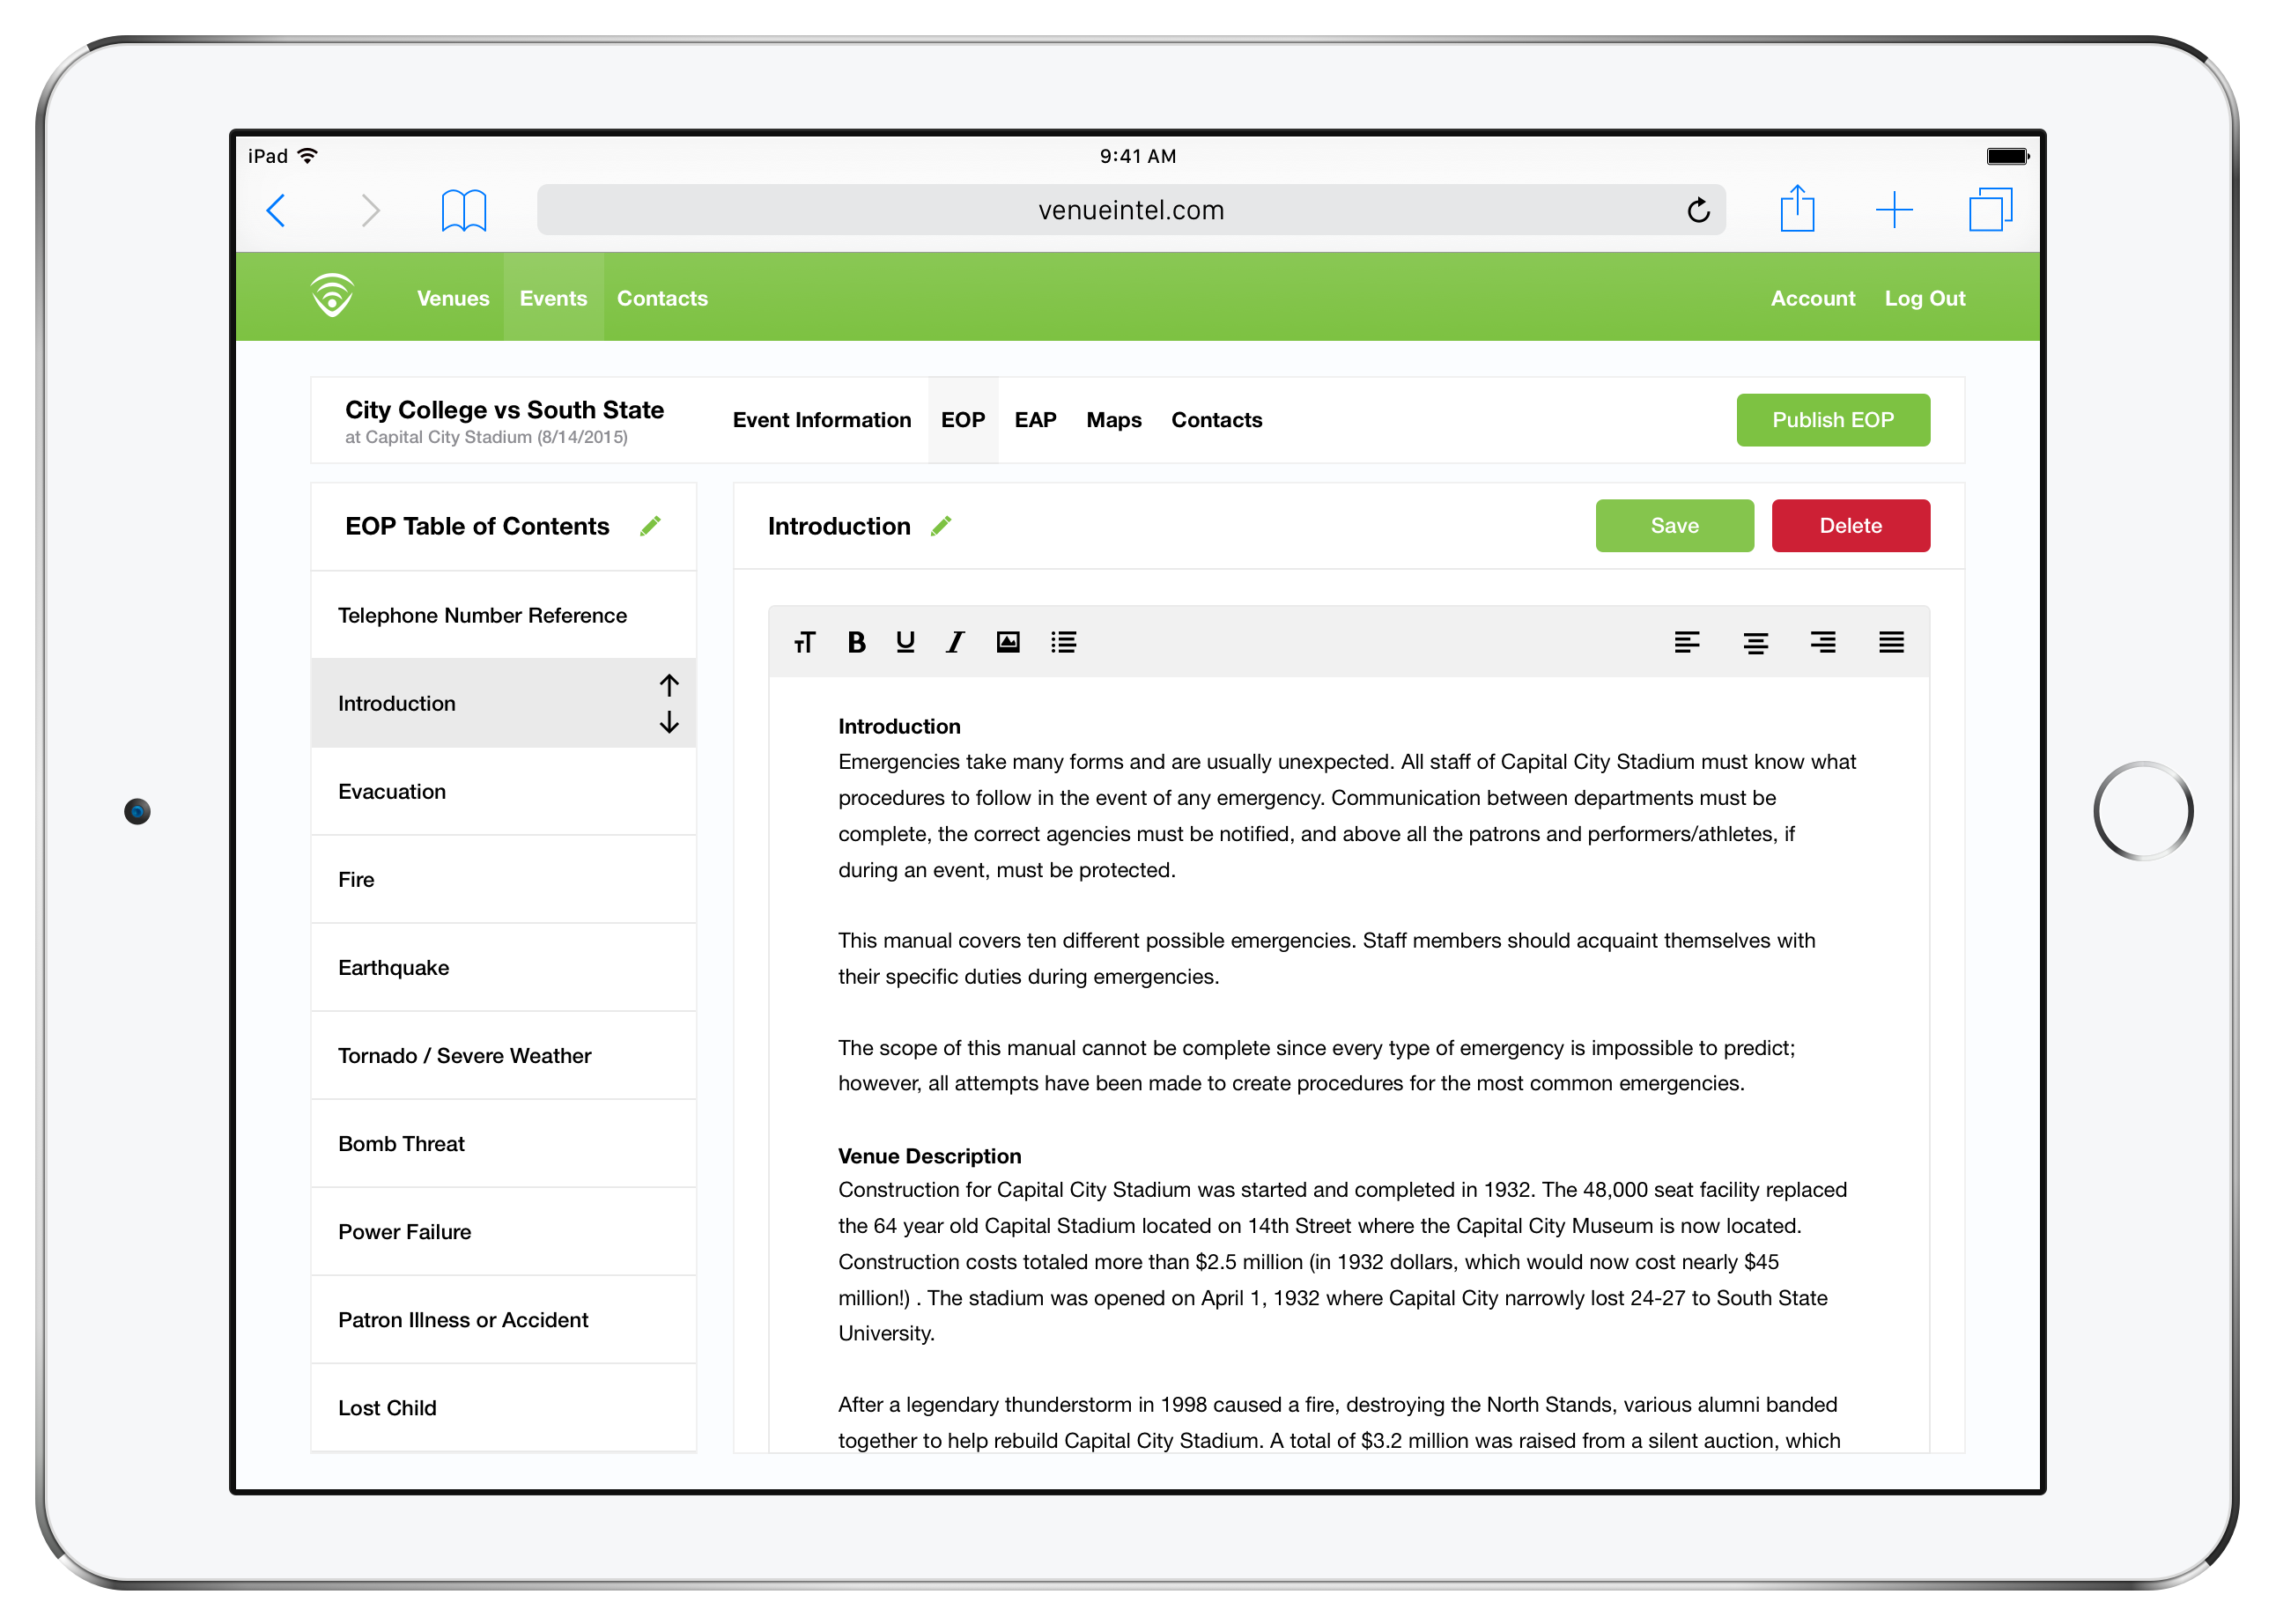 iPad
9:41 AM
venueintel.com
Venues
Events
Contacts
Account
Log Out
City College vs South State
at Capital City Stadium (8/14/2015)
Event Information
EOP
EAP
Maps
Contacts
Publish EOP
EOP Table of Contents
Telephone Number Reference
Introduction
Evacuation
Fire
Earthquake
Tornado / Severe Weather
Bomb Threat
Power Failure
Patron Illness or Accident
Lost Child
Introduction
Save
Delete
TT B U I
Introduction
Emergencies take many forms and are usually unexpected. All staff of Capital City Stadium must know what
procedures to follow in the event of any emergency. Communication between departments must be
complete, the correct agencies must be notified, and above all the patrons and performers/athletes, if
during an event, must be protected.
This manual covers ten different possible emergencies. Staff members should acquaint themselves with
their specific duties during emergencies.
The scope of this manual cannot be complete since every type of emergency is impossible to predict;
however, all attempts have been made to create procedures for the most common emergencies.
Venue Description
Construction for Capital City Stadium was started and completed in 1932. The 48,000 seat facility replaced
the 64 year old Capital Stadium located on 14th Street where the Capital City Museum is now located.
Construction costs totaled more than $2.5 million (in 1932 dollars, which would now cost nearly $45
million!) . The stadium was opened on April 1, 1932 where Capital City narrowly lost 24-27 to South State
University.
After a legendary thunderstorm in 1998 caused a fire, destroying the North Stands, various alumni banded
together to help rebuild Capital City Stadium. A total of $3.2 million was raised from a silent auction, which